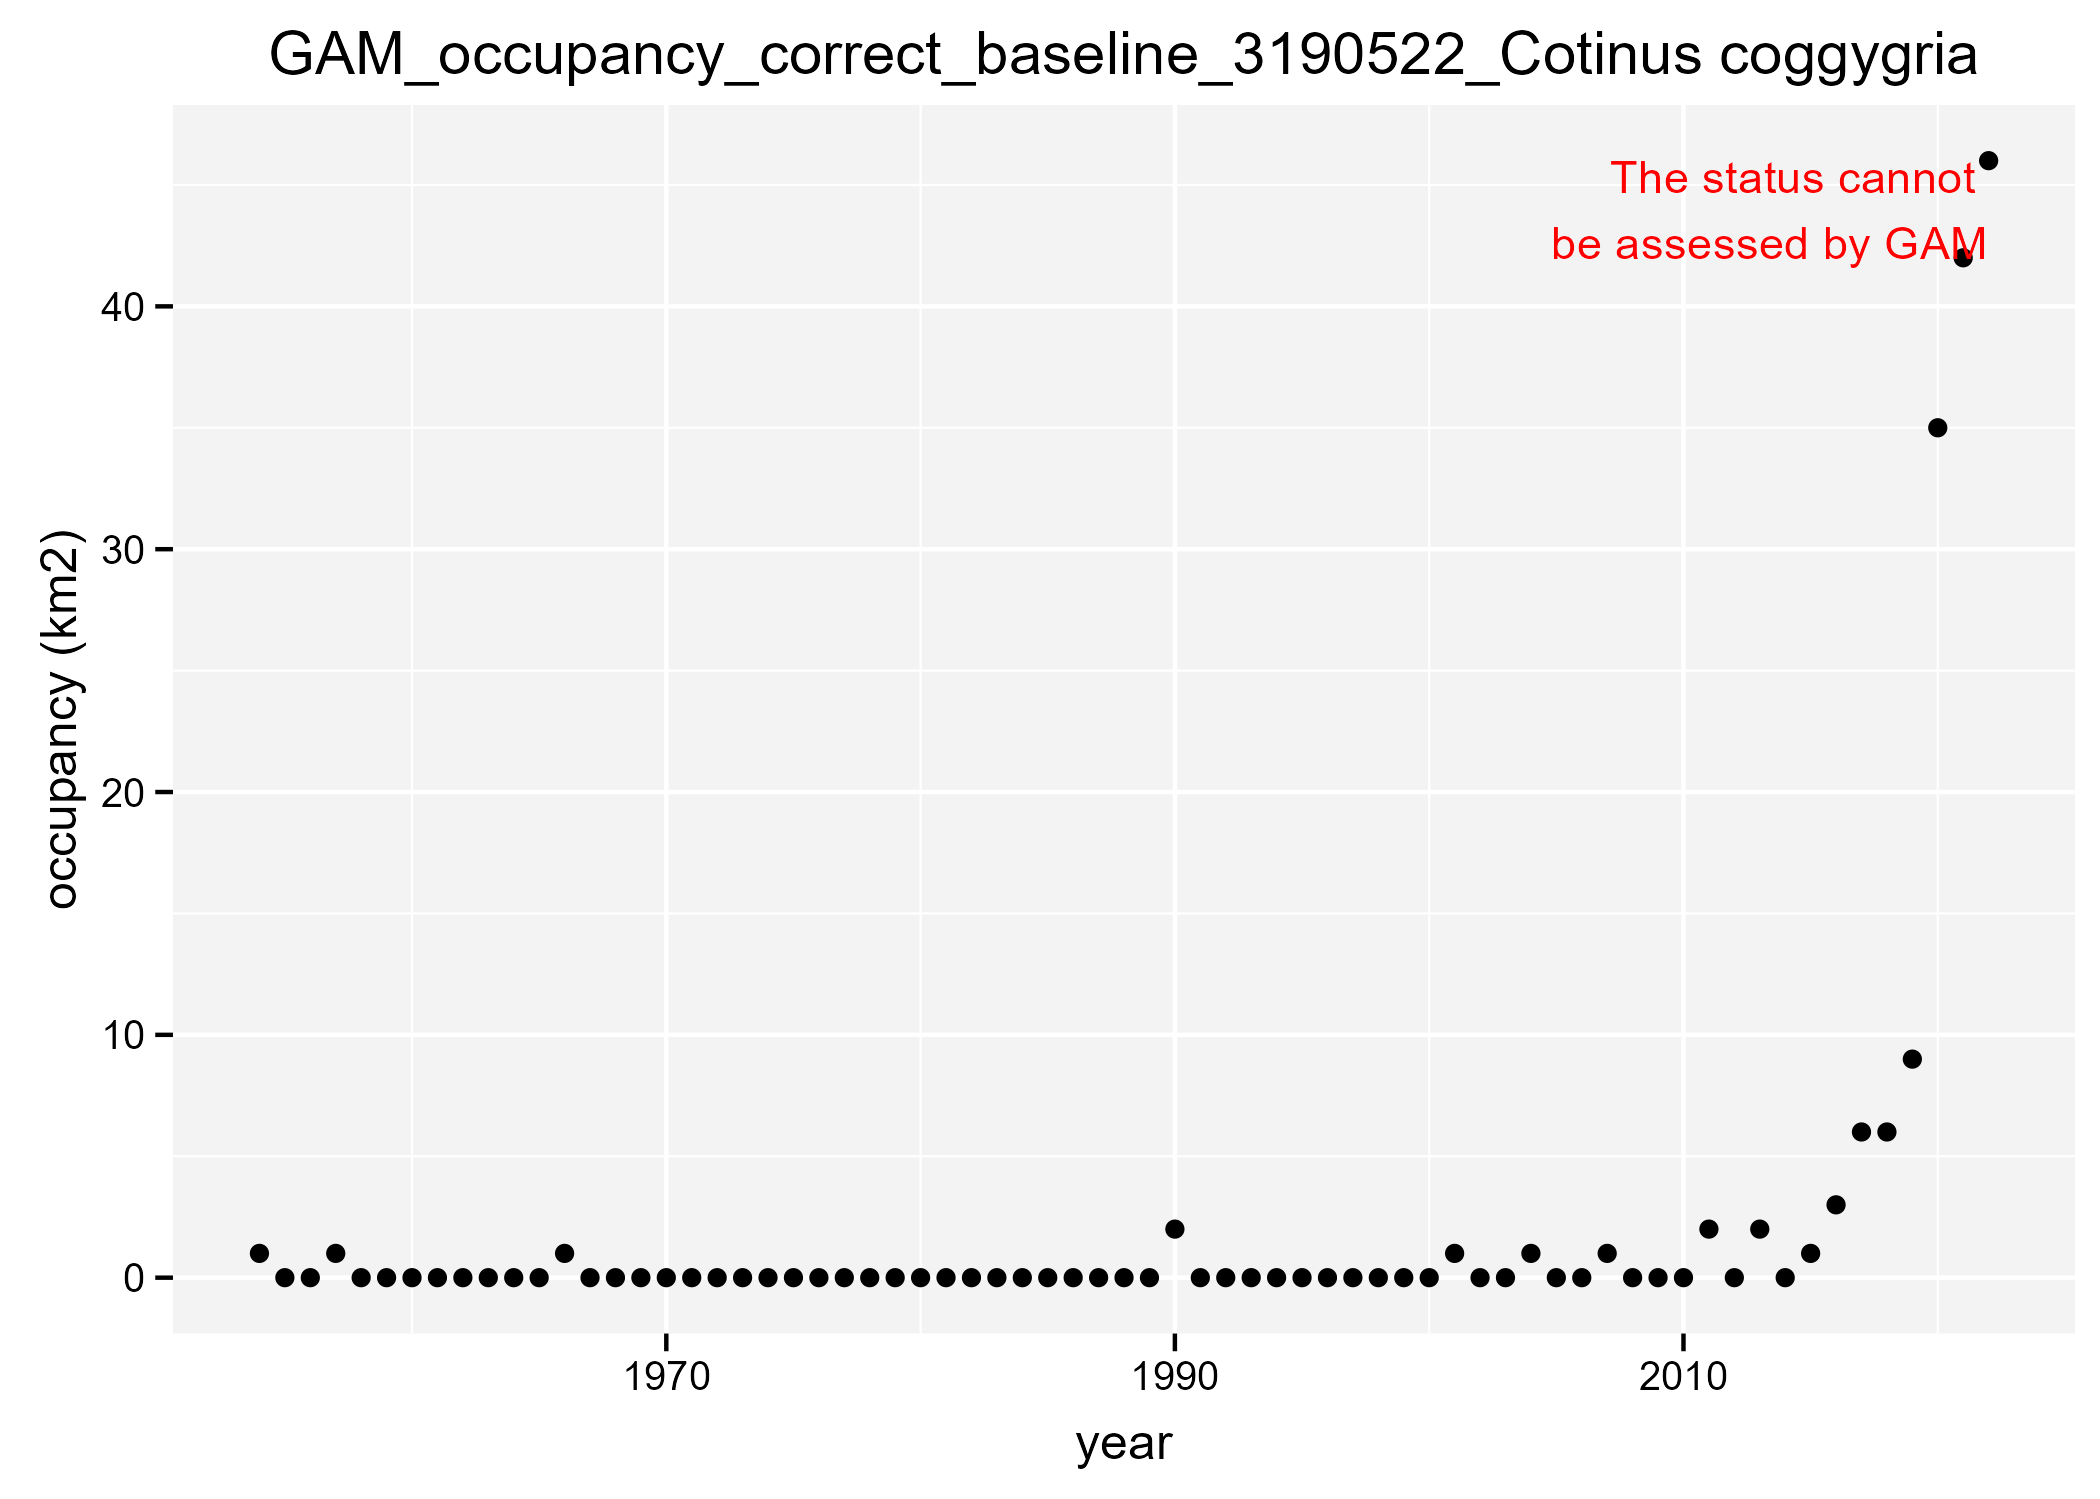 GAM_occupancy_correct_baseline_3190522_Cotinus coggygria
The status cannot
be assessed by GAM
occupancy (km2)
40
30
20
10
0
1970
1990
2010
year